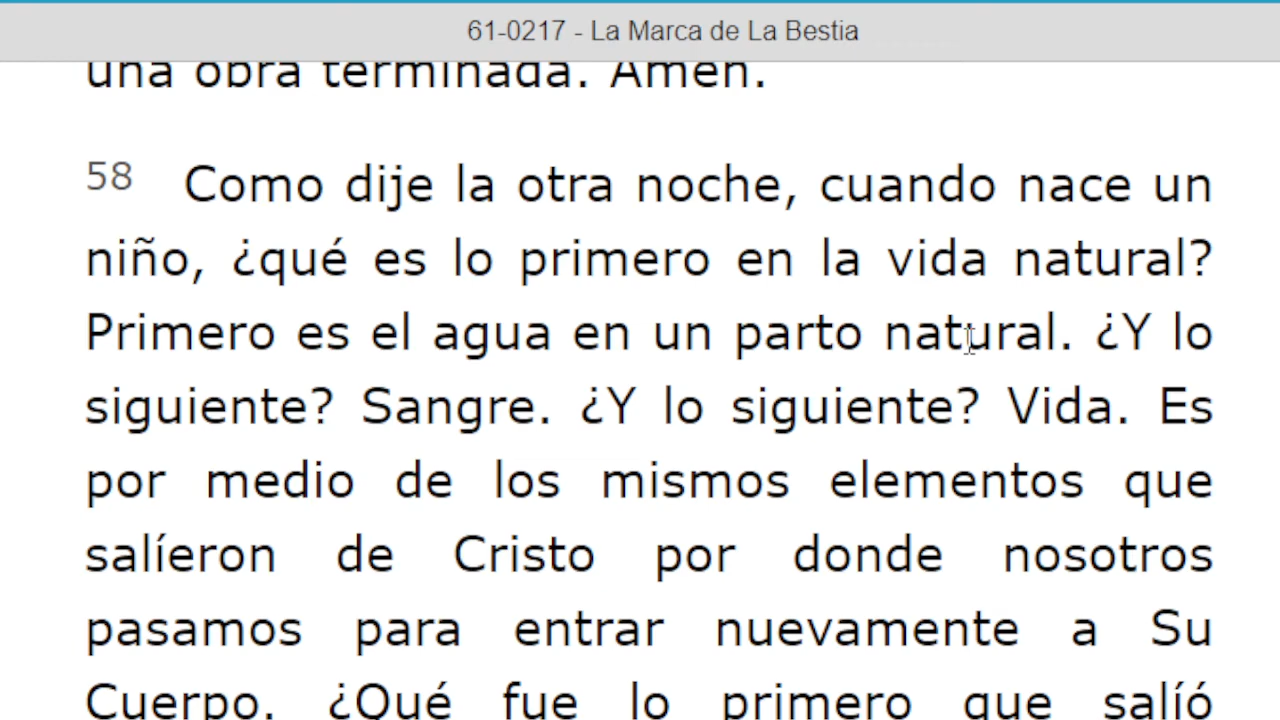 61-0217 - La Marca de La Bestia
una obra terminada. Amén.
58 Como dije la otra noche, cuando nace un
niño, ¿qué es lo primero en la vida natural?
Primero es el agua en un parto natural. ¿Y lo
siguiente? Sangre. ¿Y lo siguiente? Vida. Es
por medio de los mismos elementos que
salíeron de Cristo por donde nosotros
pasamos para entrar nuevamente a Su
Cuerpo. ¿Qué fue lo primero que salíó